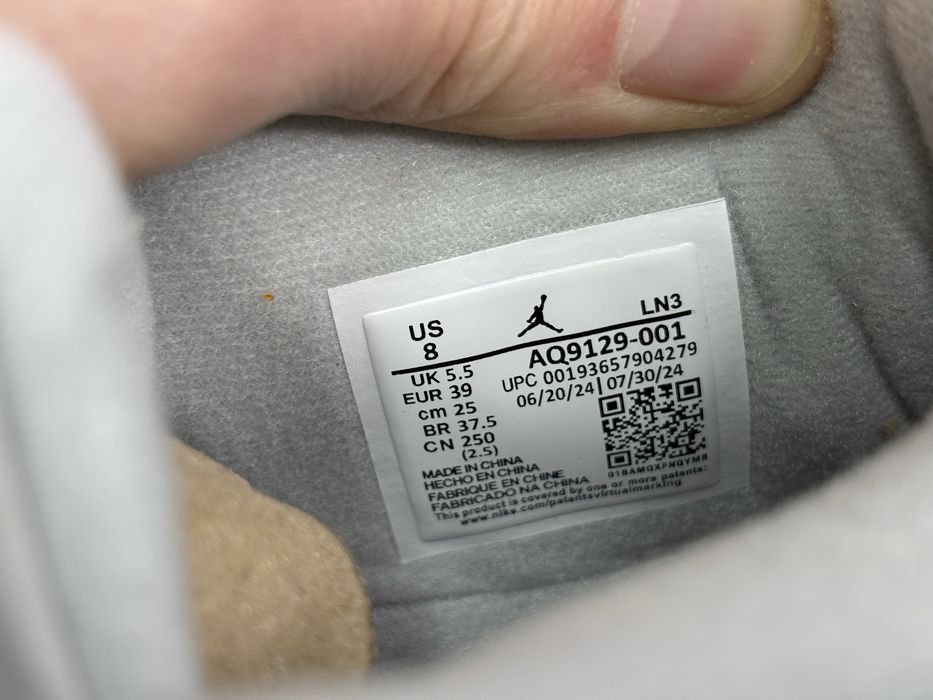 US
8
LN3
UK 5.5
EUR 39
cm 25
BR 37.5
CN 250
(2.5)
AQ9129-001
UPC 00193657904279
06/20/24 | 07/30/24
MADE IN CHINA
HECHO EN CHINA
FABRIQUE EN CHINE
FABRICADO NA CHINA
This product is covered by one or more patents:
www.nike.com/patentsvirtualmarking